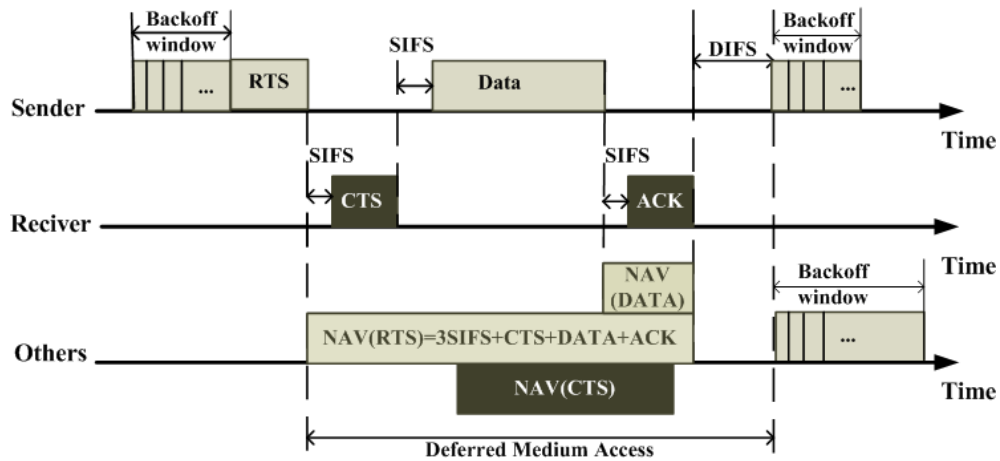 Backoff
window
SIFS
DIFS
Backoff
window
...
RTS
Data
...
Sender
Time
SIFS
SIFS
CTS
ACK
Reciver
Time
NAV
(DATA)
Backoff
window
NAV(RTS)=3SIFS+CTS+DATA+ACK
...
Others
Time
NAV(CTS)
Deferred Medium Access